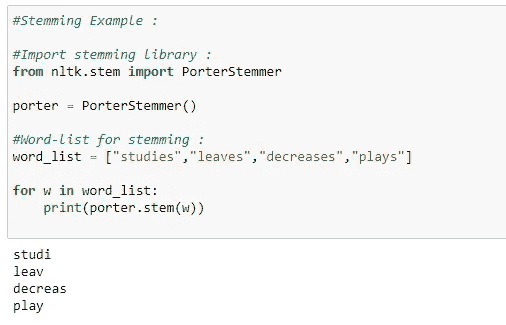 #Stemming Example :
#Import stemming library :
from nltk.stem import PorterStemmer
porter = PorterStemmer()
#Word-list for stemming :
word_list = ["studies","leaves","decreases","plays"]
for w in word_list:
    print(porter.stem(w))
studi
leav
decreas
play